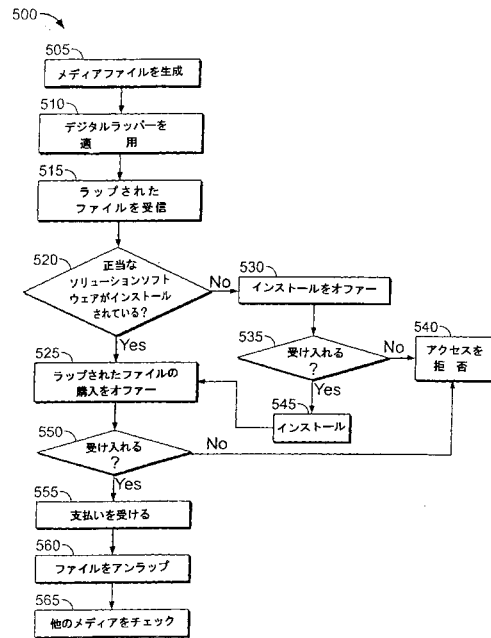 500
505
メディアファイルを生成
510
デジタルラッパーを
適 用
515
ラップされた
ファイルを受信
520
正当な
ソリューションソフト
ウェアがインストール
されている?
No
530
インストールをオファー
Yes
535
受け入れる
?
No
540
アクセスを
拒 否
Yes
545
インストール
525
ラップされたファイルの
購入をオファー
550
受け入れる
?
No
Yes
555
支払いを受ける
560
ファイルをアンラップ
565
他のメディアをチェック